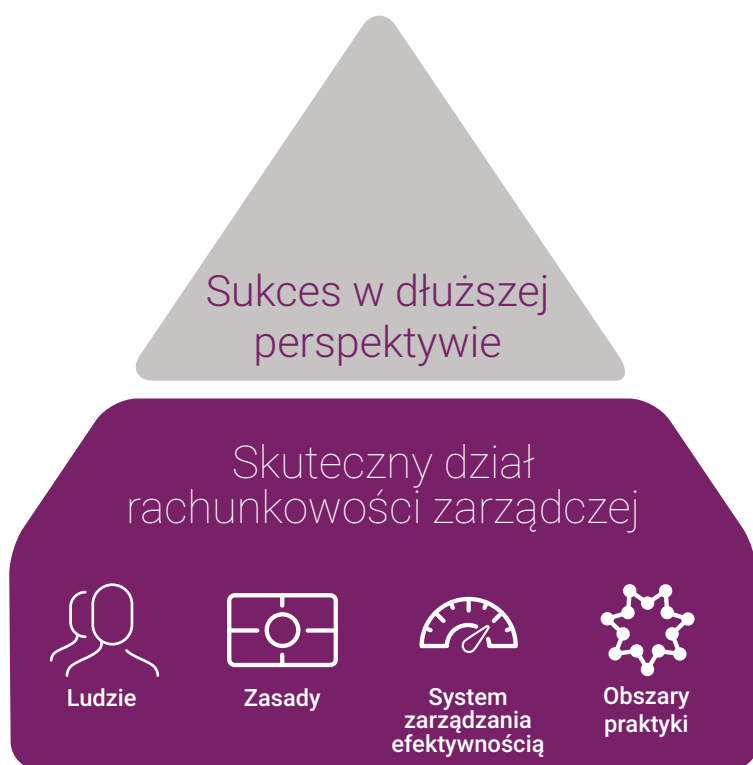 Sukces w dłuższej
perspektywie
Skuteczny dział
rachunkowości zarządczej
Ludzie
Zasady
System
zarządzania
efektywnością
Obszary
praktyki